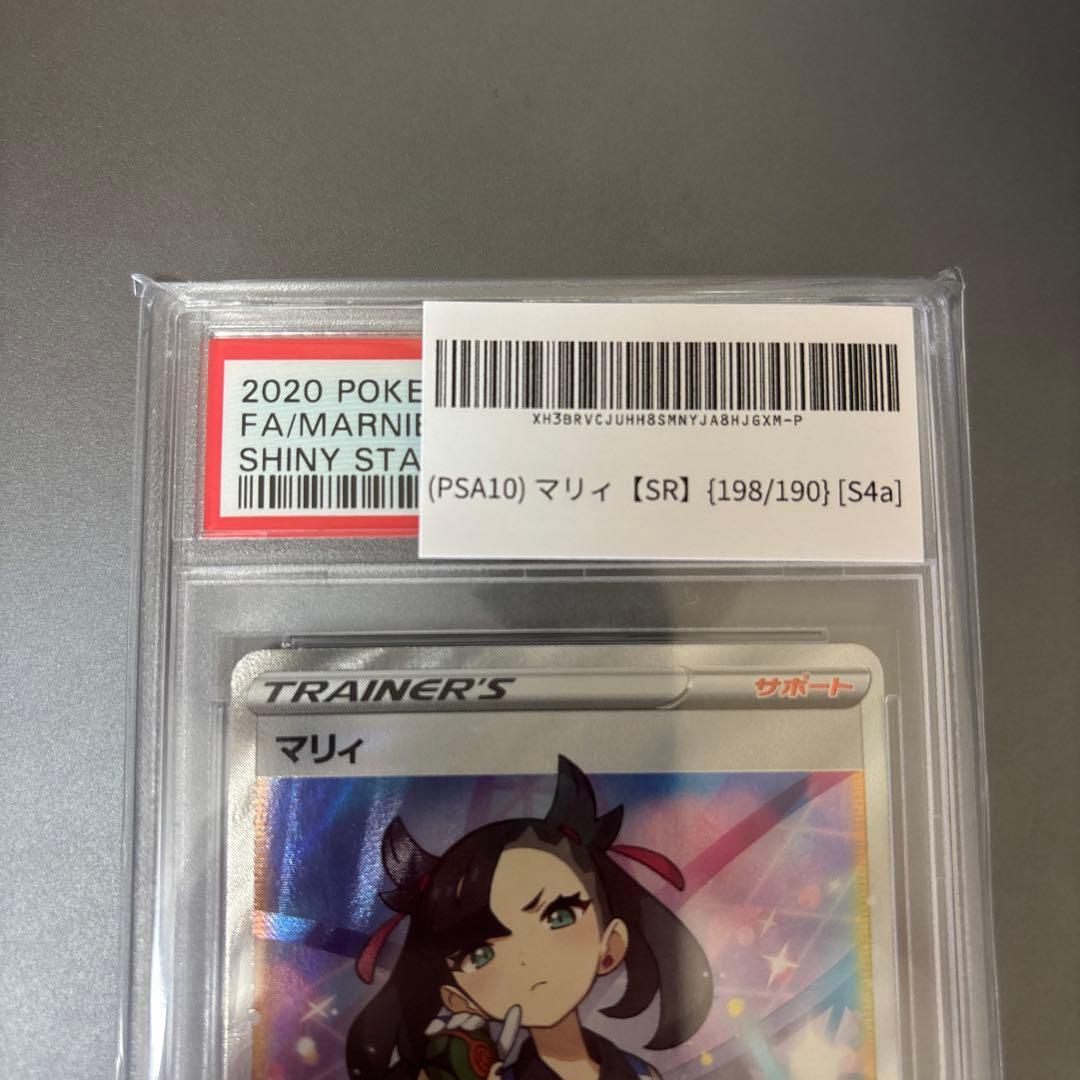 2020 POKE
FA/MARNIE
SHINY STA
XH3BRVCJUHH8SMNYJA8HJGXM-P
(PSA10) マリィ【SR】{198/190} [S4a]
TRAINER'S サポート
マリィ